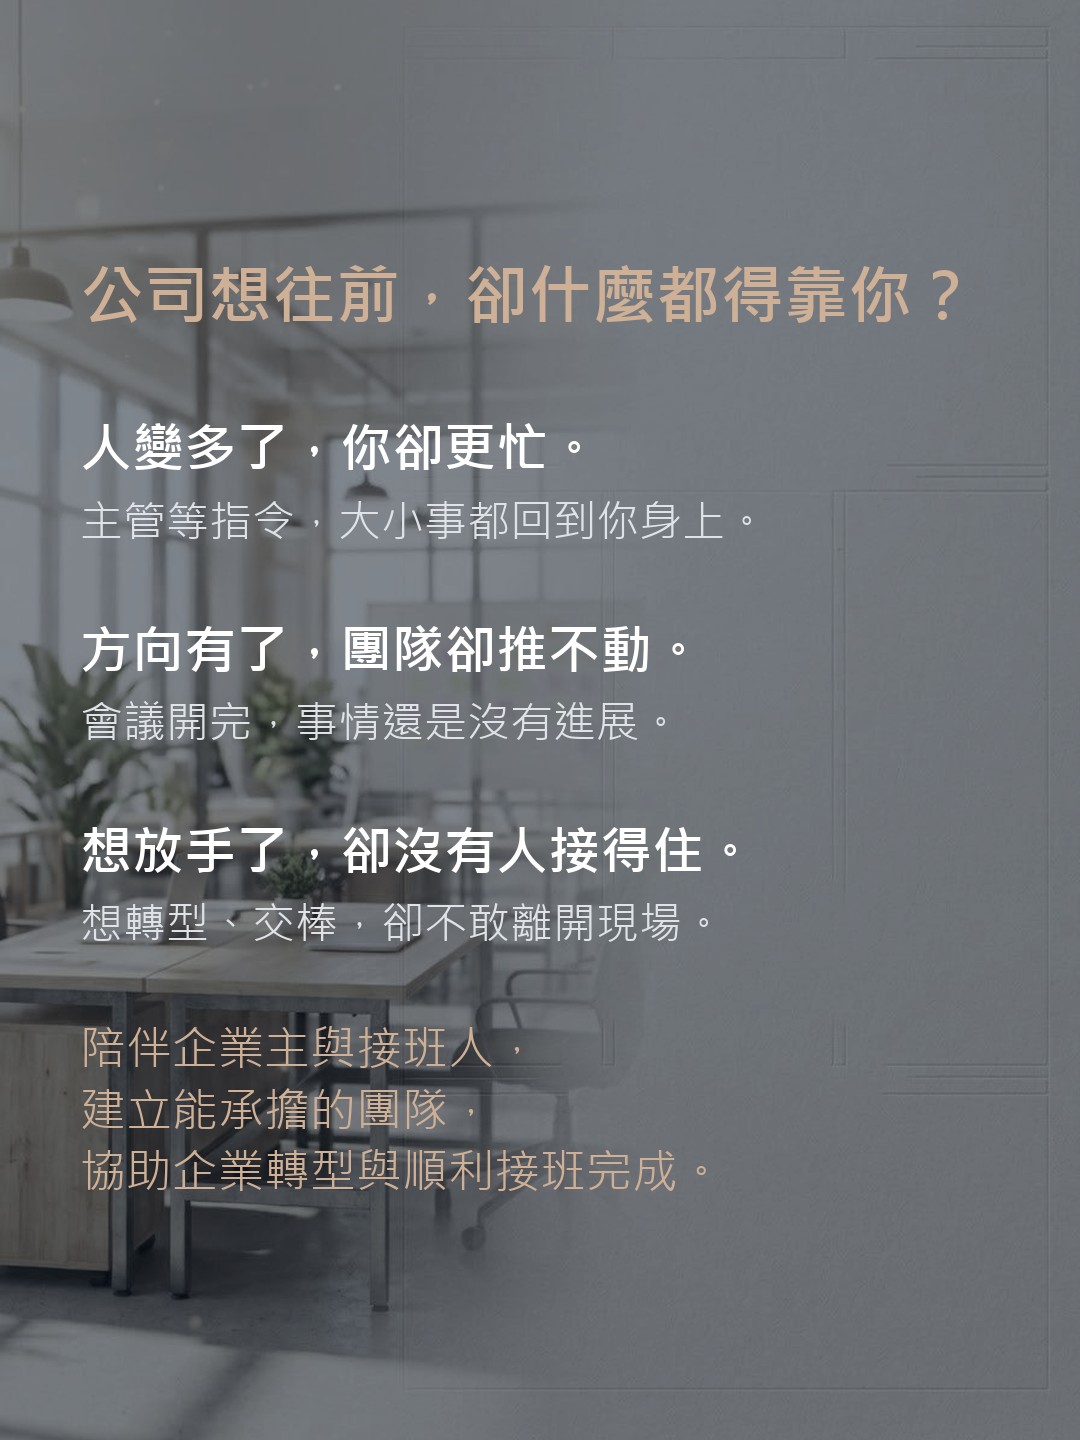 公司想往前，卻什麼都得靠你？
人變多了，你卻更忙。
主管等指令，大小事都回到你身上。
方向有了，團隊卻推不動。
會議開完，事情還是沒有進展。
想放手了，卻沒有人接得住。
想轉型、交棒，卻不敢離開現場。
陪伴企業主與接班人，
建立能承擔的團隊，
協助企業轉型與順利接班完成。